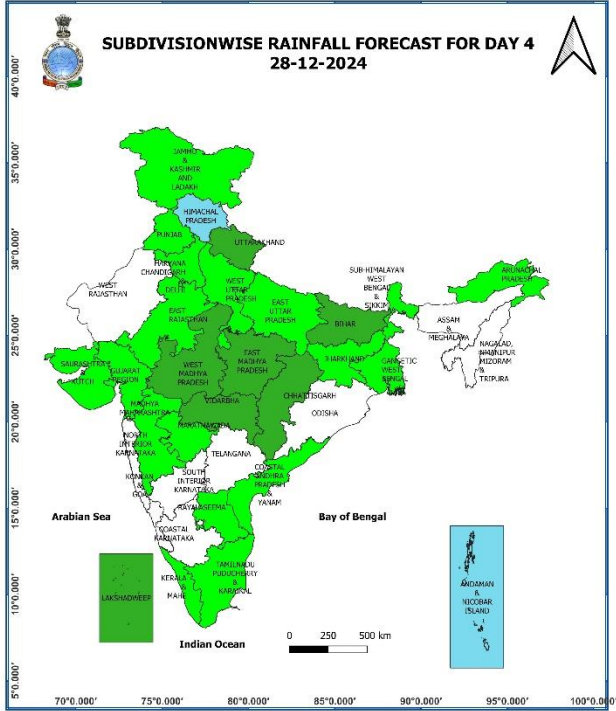 SUBDIVISIONWISE RAINFALL FORECAST FOR DAY 4
28-12-2024
40°0.000'
35°0.000'
30°0.000'
25°0.000'
20°0.000'
15°0.000'
10°0.000'
5°0.000'
JAMMU
&
KASHMIR
AND
LADAKH
HIMACHAL
PRADESH
PUNJAB
UTTARAKHAND
HARYANA
CHANDIGARH
&
DELHI
WEST
RAJASTHAN
WEST
UTTAR
PRADESH
EAST
RAJASTHAN
EAST
UTTAR
PRADESH
SUB-HIMALAYAN
WEST
BENGAL
&
SIKKIM
ARUNACHAL
PRADESH
ASSAM
&
MEGHALAYA
NAGALAD,
MANIPUR
MIZORAM
&
TRIPURA
BIHAR
SAURASHTRA
&
KUTCH
GUJARAT
REGION
WEST
MADHYA
PRADESH
EAST
MADHYA
PRADESH
JHARKHAND
GANGETIC
WEST
BENGAL
CHHATTISGARH
ODISHA
VIDARBHA
MADHYA
MAHARASHTRA
MARATHWADA
NORTH
INTERIOR
KARNATAKA
TELANGANA
KONKAN
&
GOA
SOUTH
INTERIOR
KARNATAKA
COASTAL
ANDHRA
PRADESH
&
YANAM
RAYALASEEMA
COASTAL
KARNATAKA
Arabian Sea
Bay of Bengal
LAKSHADWEEP
KERALA
&
MAHE
TAMILNADU
PUDUCHERRY
&
KARAIKAL
ANDAMAN
&
NICOBAR
ISLAND
Indian Ocean
0 250 500 km
70°0.000' 75°0.000' 80°0.000' 85°0.000' 90°0.000' 95°0.000' 100°0.000'